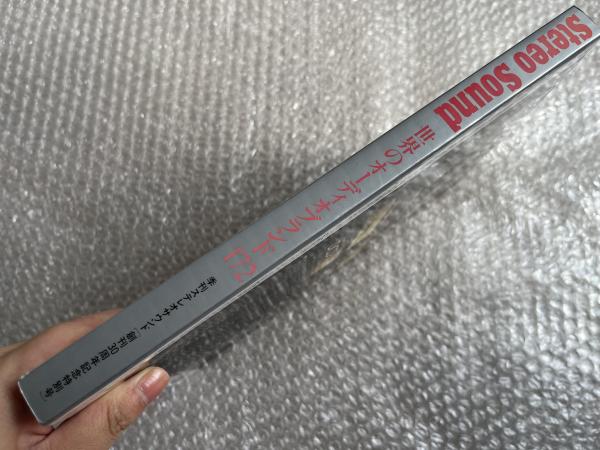 Stereo Sound
世界のオーディオブランド172
季刊ステレオサウンド「創刊30周年記念特別号」